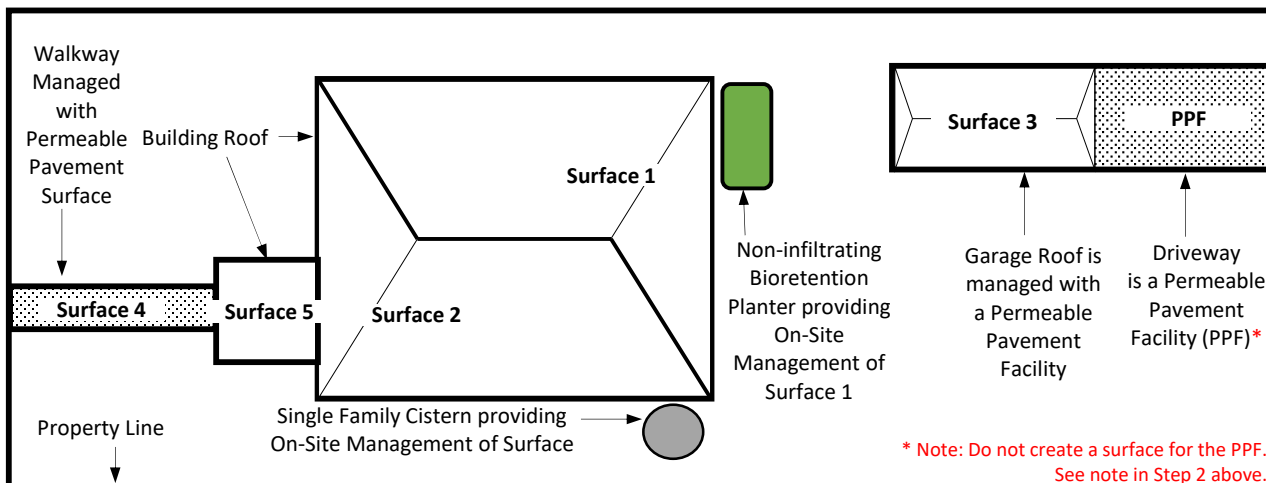 Walkway
Managed
with
Permeable
Pavement
Surface
Building Roof
Surface 1
Surface 2
Surface 4
Surface 5
Surface 3
PPF
Non-infiltrating
Bioretention
Planter providing
On-Site
Management of
Surface 1
Garage Roof is
managed with
a Permeable
Pavement
Facility
Driveway
is a Permeable
Pavement
Facility (PPF)*
Single Family Cistern providing
On-Site Management of Surface
Property Line
* Note: Do not create a surface for the PPF.
See note in Step 2 above.